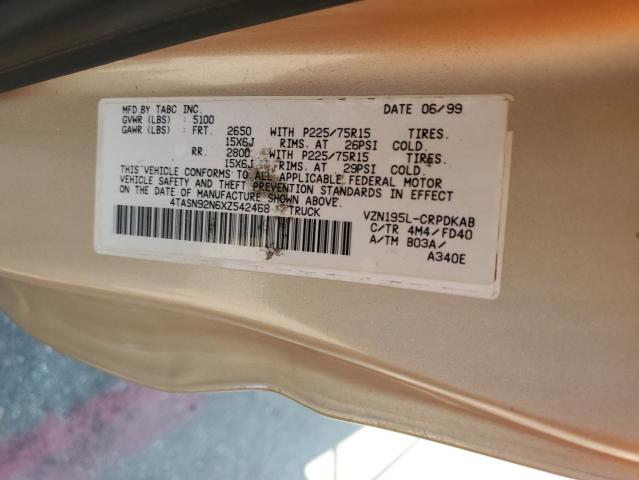 MFD BY TABC INC. DATE 06/99
GVWR (LBS) : 5100
GAWR (LBS) : FRT. 2650 WITH P225/75R15 TIRES.
15X6J RIMS. AT 26PSI COLD.
RR. 2800 WITH P225/75R15 TIRES.
15X6J RIMS. AT 29PSI COLD.
THIS VEHICLE CONFORMS TO ALL APPLICABLE FEDERAL MOTOR
VEHICLE SAFETY AND THEFT PREVENTION STANDARDS IN EFFECT
ON THE DATE OF MANUFACTURE SHOWN ABOVE.
4TASN92N6XZ542468 TRUCK VZN195L-CRPDKAB
C/TR 4M4/FD40
A/TM B03A/
A340E